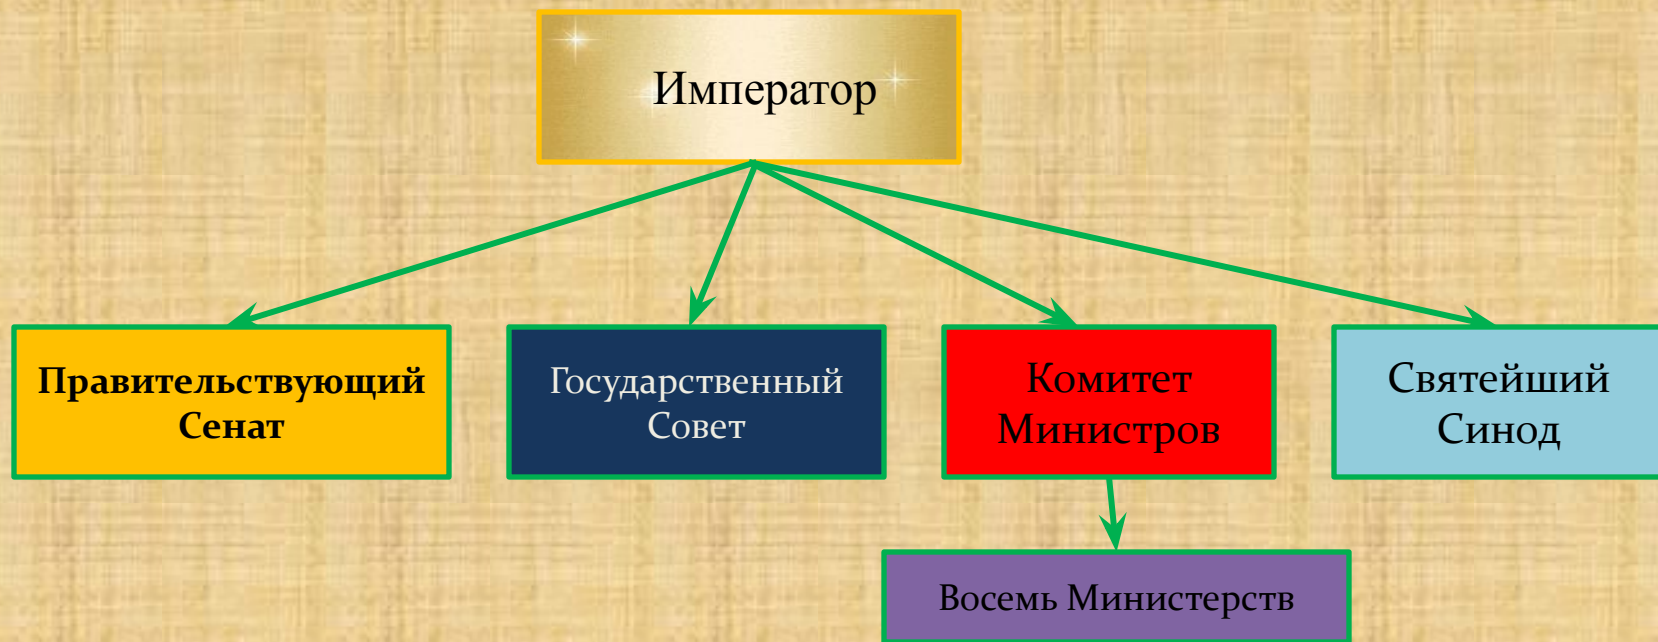 Император
Правительствующий
Сенат
Государственный
Совет
Комитет
Министров
Святейший
Синод
Восемь Министерств